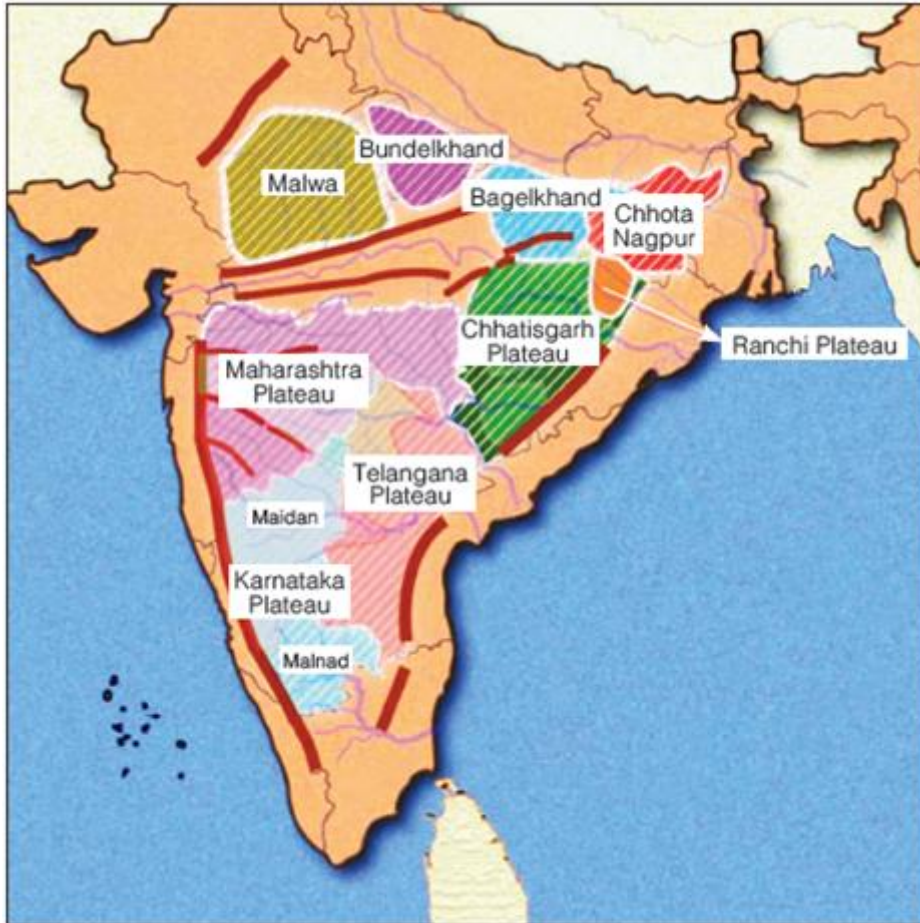 Bundelkhand
Malwa
Bagelkhand
Chhota
Nagpur
Chhatisgarh
Plateau
Ranchi Plateau
Maharashtra
Plateau
Telangana
Plateau
Maidan
Karnataka
Plateau
Malnad